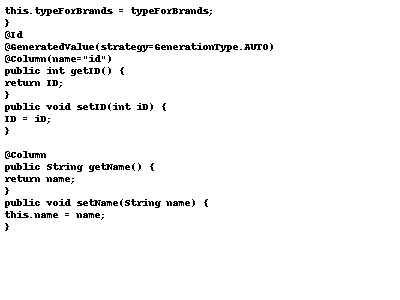 this.typeForBrands = typeForBrands;
}
@Id
@GeneratedValue(strategy=GenerationType.AUTO)
@Column(name="id")
public int getID() {
return ID;
}
public void setID(int iD) {
ID = iD;
}
@Column
public String getName() {
return name;
}
public void setName(String name) {
this.name = name;
}